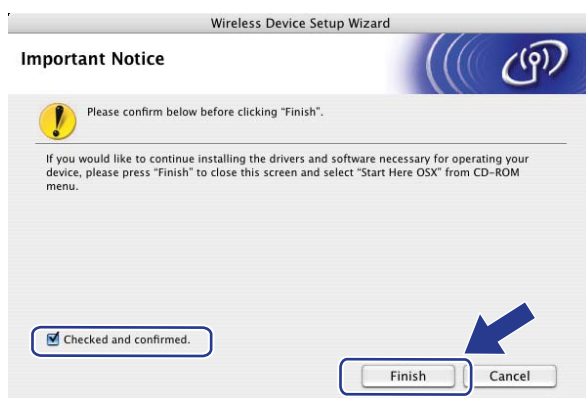 Wireless Device Setup Wizard
Important Notice
Please confirm below before clicking “Finish”.
If you would like to continue installing the drivers and software necessary for operating your
device, please press “Finish” to close this screen and select “Start Here OSX” from CD-ROM
menu.
Checked and confirmed.
Finish
Cancel